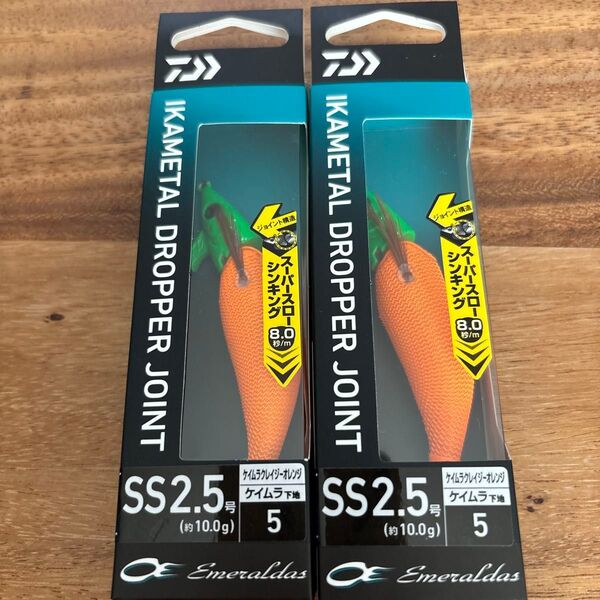 IKAMETAL DROPPER JOINT
ジョイント構造
スーパースロー
シンキング
8.0
秒/m
SS2.5号
(約10.0g)
ケイムラクレイジーオレンジ
ケイムラ下地
5
Emeraldas
IKAMETAL DROPPER JOINT
ジョイント構造
スーパースロー
シンキング
8.0
秒/m
SS2.5号
(約10.0g)
ケイムラクレイジーオレンジ
ケイムラ下地
5
Emeraldas